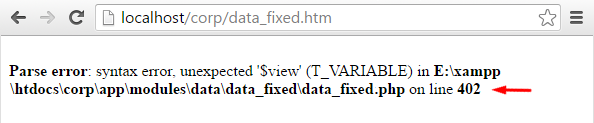 localhost/corp/data_fixed.htm
Parse error: syntax error, unexpected '$view' (T_VARIABLE) in E:\xampp
\htdocs\corp\app\modules\data\data_fixed\data_fixed.php on line 402